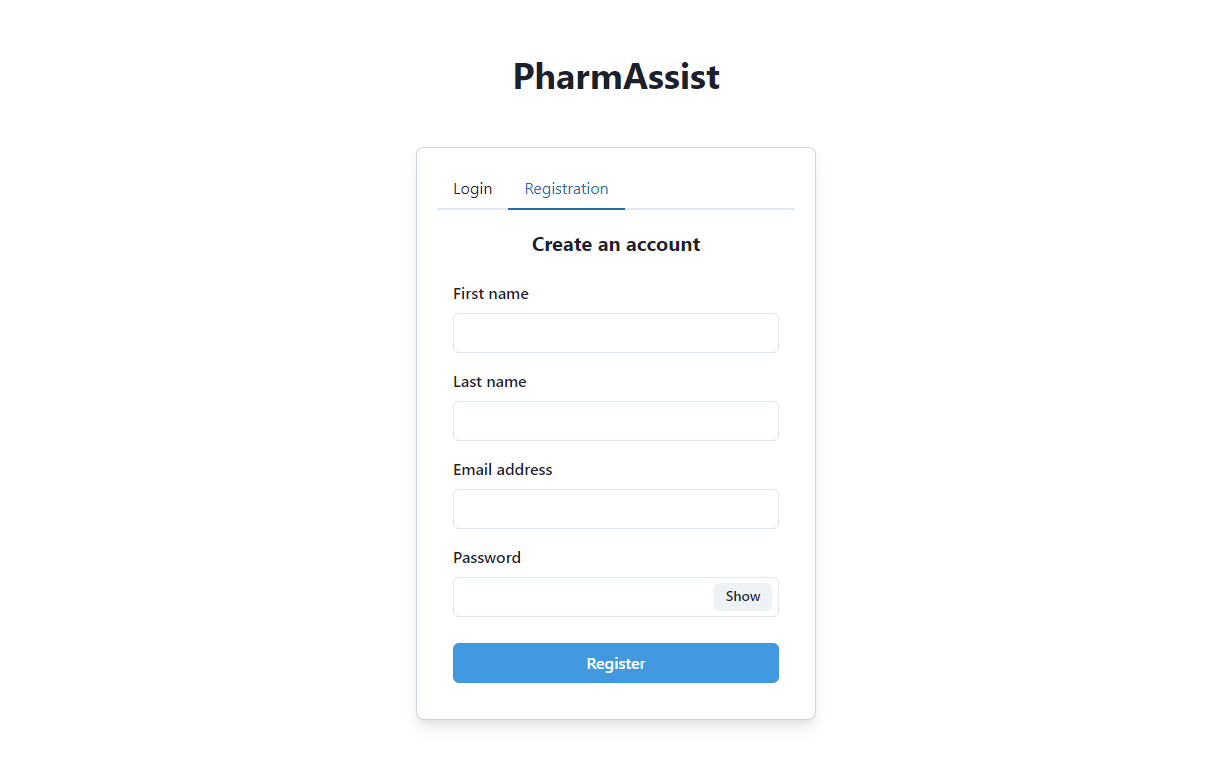 PharmAssist
Login Registration
Create an account
First name
Last name
Email address
Password
Show
Register